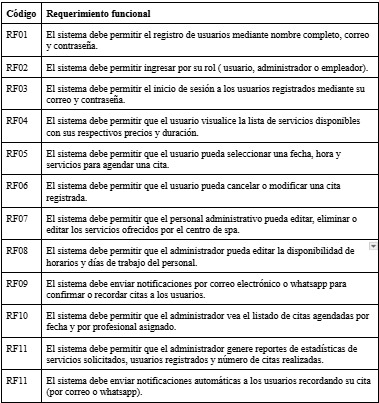 Código Requerimiento funcional
RF01 El sistema debe permitir el registro de usuarios mediante nombre completo, correo
y contraseña.
RF02 El sistema debe permitir ingresar por su rol ( usuario, administrador o empleador).
RF03 El sistema debe permitir el inicio de sesión a los usuarios registrados mediante su
correo y contraseña.
RF04 El sistema debe permitir que el usuario visualice la lista de servicios disponibles
con sus respectivos precios y duración.
RF05 El sistema debe permitir que el usuario pueda seleccionar una fecha, hora y
servicios para agendar una cita.
RF06 El sistema debe permitir que el usuario pueda cancelar o modificar una cita
registrada.
RF07 El sistema debe permitir que el personal administrativo pueda editar, eliminar o
editar los servicios ofrecidos por el centro de spa.
RF08 El sistema debe permitir que el administrador pueda editar la disponibilidad de
horarios y días de trabajo del personal.
RF09 El sistema debe enviar notificaciones por correo electrónico o whatsapp para
confirmar o recordar citas a los usuarios.
RF10 El sistema debe permitir que el administrador vea el listado de citas agendadas por
fecha y por profesional asignado.
RF11 El sistema debe permitir que el administrador genere reportes de estadísticas de
servicios solicitados, usuarios registrados y número de citas realizadas.
RF11 El sistema debe enviar notificaciones automáticas a los usuarios recordando su cita
(por correo o whatsapp).